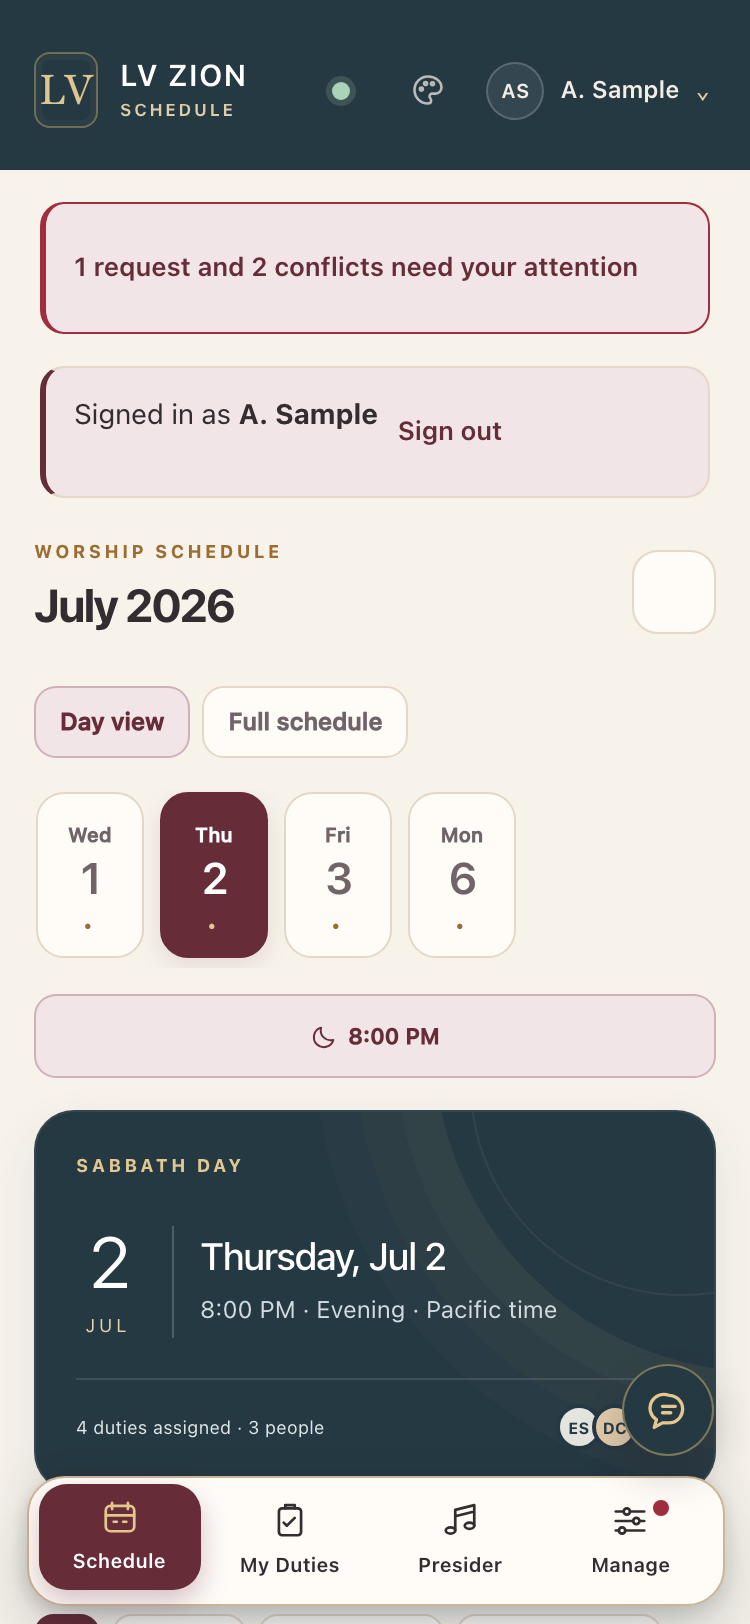 LV
LV ZION
SCHEDULE
AS
A. Sample
1 request and 2 conflicts need your attention
Signed in as A. Sample
Sign out
WORSHIP SCHEDULE
July 2026
Day view
Full schedule
Wed
1
Thu
2
Fri
3
Mon
6
8:00 PM
SABBATH DAY
2
JUL
Thursday, Jul 2
8:00 PM · Evening · Pacific time
4 duties assigned · 3 people
ES
DC
Schedule
My Duties
Presider
Manage